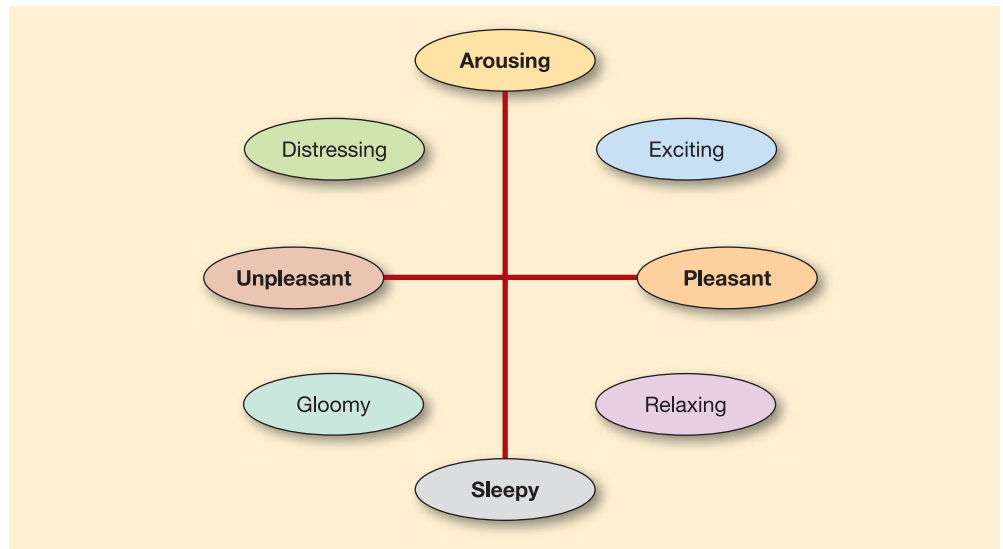 Arousing
Distressing
Exciting
Unpleasant
Pleasant
Gloomy
Relaxing
Sleepy